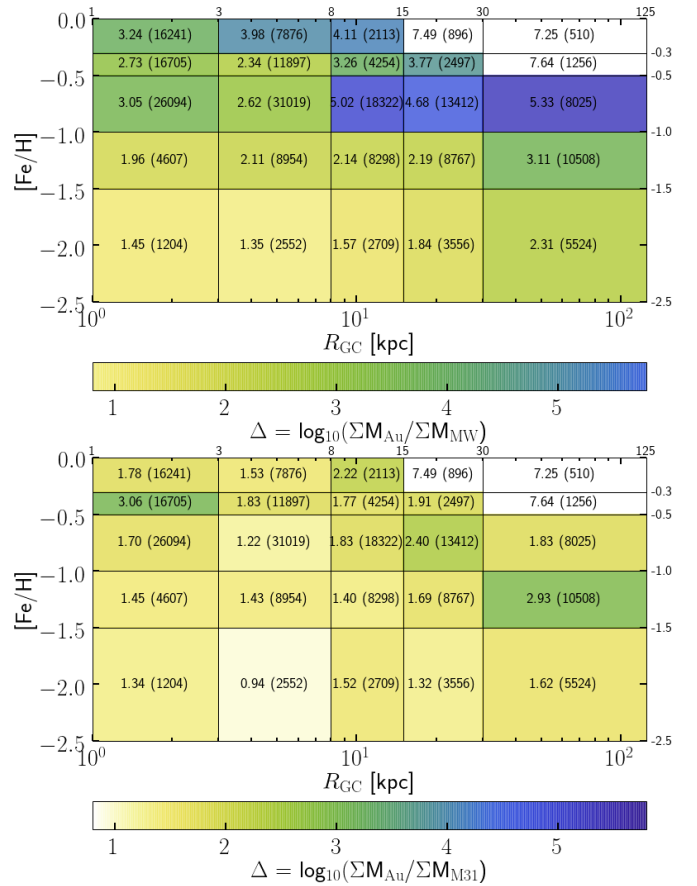 1 3 8 15 30 125
0.0 3.24 (16241) 3.98 (7876) 4.11 (2113) 7.49 (896) 7.25 (510)
-0.3
2.73 (16705) 2.34 (11897) 3.26 (4254) 3.77 (2497) 7.64 (1256)
−0.5 -0.5
3.05 (26094) 2.62 (31019) 5.02 (18322) 4.68 (13412) 5.33 (8025)
−1.0 -1.0
[Fe/H]
1.96 (4607) 2.11 (8954) 2.14 (8298) 2.19 (8767) 3.11 (10508)
−1.5 -1.5
−2.0 1.45 (1204) 1.35 (2552) 1.57 (2709) 1.84 (3556) 2.31 (5524)
−2.5 -2.5
10⁰ 10¹ 10²
R_GC [kpc]
1 2 3 4 5
Δ = log₁₀(ΣM_Au/ΣM_MW)
1 3 8 15 30 125
0.0 1.78 (16241) 1.53 (7876) 2.22 (2113) 7.49 (896) 7.25 (510)
-0.3
3.06 (16705) 1.83 (11897) 1.77 (4254) 1.91 (2497) 7.64 (1256)
−0.5 -0.5
1.70 (26094) 1.22 (31019) 1.83 (18322) 2.40 (13412) 1.83 (8025)
−1.0 -1.0
[Fe/H]
1.45 (4607) 1.43 (8954) 1.40 (8298) 1.69 (8767) 2.93 (10508)
−1.5 -1.5
−2.0 1.34 (1204) 0.94 (2552) 1.52 (2709) 1.32 (3556) 1.62 (5524)
−2.5 -2.5
10⁰ 10¹ 10²
R_GC [kpc]
1 2 3 4 5
Δ = log₁₀(ΣM_Au/ΣM_M31)